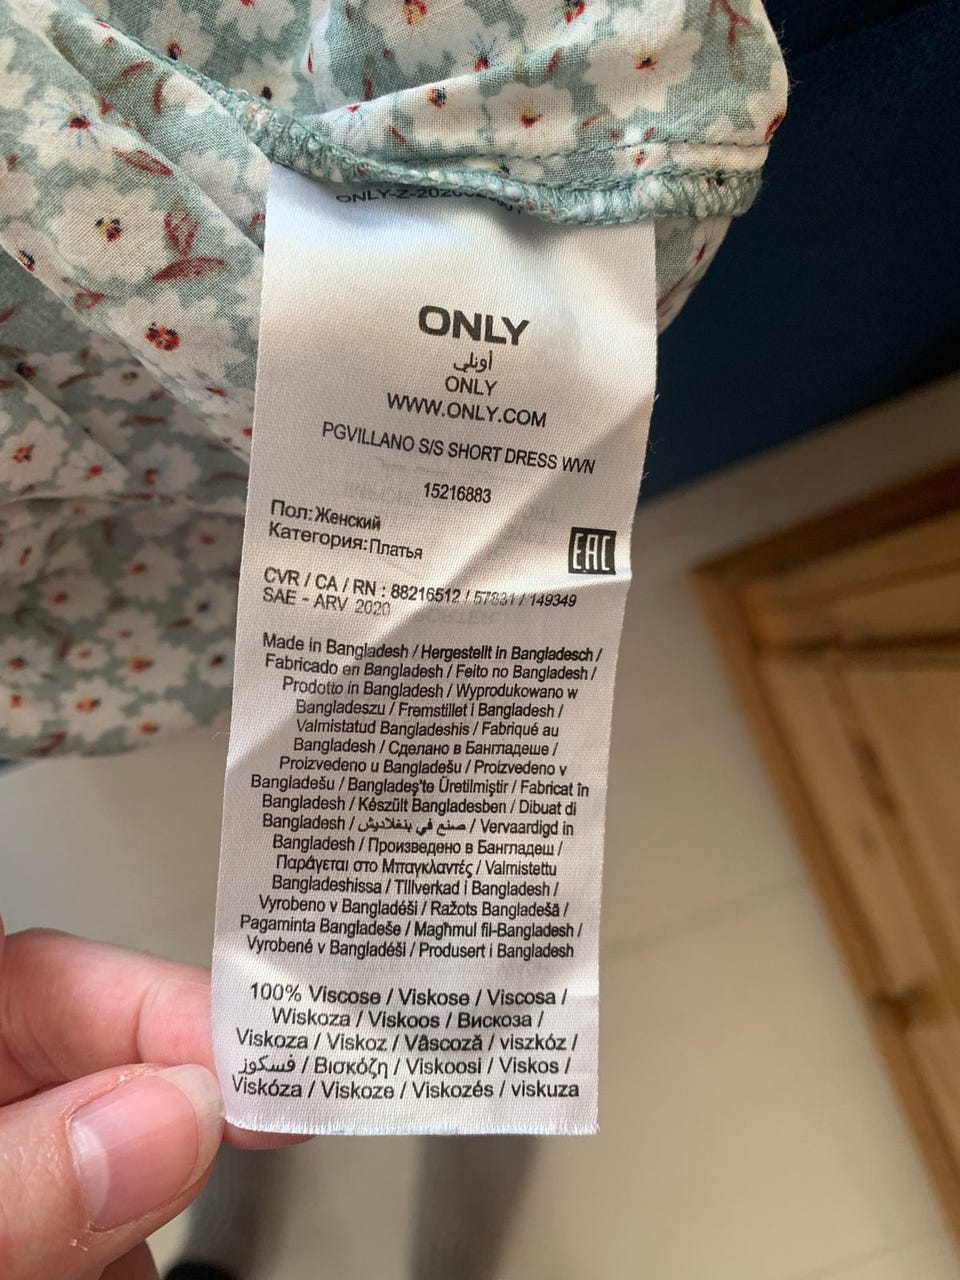 ONLY
أونلي
ONLY
WWW.ONLY.COM
PGVILLANO S/S SHORT DRESS WVN
15216883
Пол:Женский
Категория:Платья
EAC
CVR / CA / RN : 88216512 / 57831 / 149349
SAE - ARV 2020
Made in Bangladesh / Hergestellt in Bangladesch /
Fabricado en Bangladesh / Feito no Bangladesh /
Prodotto in Bangladesh / Wyprodukowano w
Bangladeszu / Fremstillet i Bangladesh /
Valmistatud Bangladeshis / Fabriqué au
Bangladesh / Сделано в Бангладеше /
Proizvedeno u Bangladešu / Proizvedeno v
Bangladešu / Bangladeş'te Üretilmiştir / Fabricat în
Bangladesh / Készült Bangladesben / Dibuat di
Bangladesh / صنع في بنغلاديش / Vervaardigd in
Bangladesh / Произведено в Бангладеш /
Παράγεται στο Μπαγκλαντές / Valmistettu
Bangladeshissa / Tillverkad i Bangladesh /
Vyrobeno v Bangladéši / Ražots Bangladešā /
Pagaminta Bangladeše / Magħmul fil-Bangladesh /
Vyrobené v Bangladéši / Produsert i Bangladesh
100% Viscose / Viskose / Viscosa /
Wiskoza / Viskoos / Вискоза /
Viskoza / Viskoz / Vâscoză / viszkóz /
فسكوز / Βισκόζη / Viskoosi / Viskos /
Viskóza / Viskoze / Viskozés / viskuza